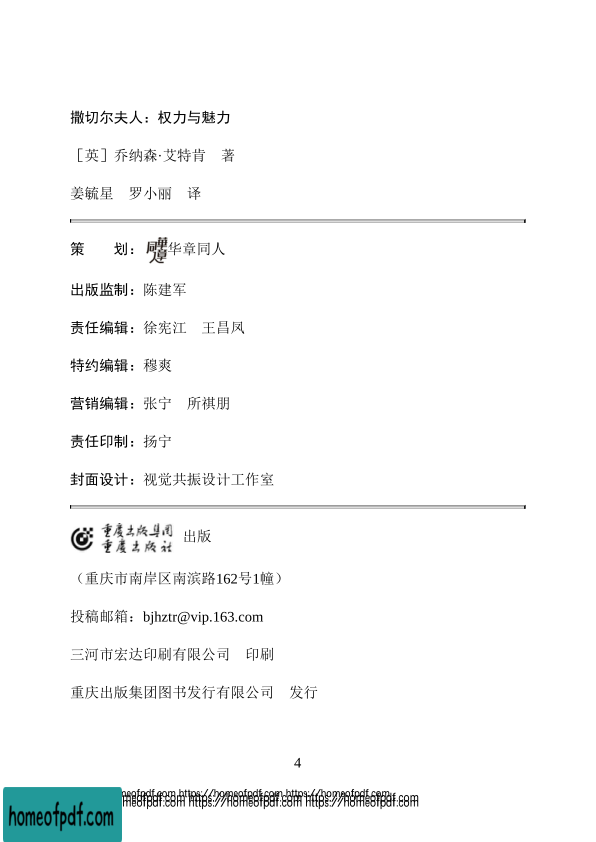 撒切尔夫人：权力与魅力
［英］乔纳森·艾特肯　著
姜毓星　罗小丽　译
策　　划：华章同人 华章同人
出版监制：陈建军
责任编辑：徐宪江　王昌凤
特约编辑：穆爽
营销编辑：张宁　所祺朋
责任印制：扬宁
封面设计：视觉共振设计工作室
重庆出版集团
重庆出版社 出版
（重庆市南岸区南滨路162号1幢）
投稿邮箱：bjhztr@vip.163.com
三河市宏达印刷有限公司　印刷
重庆出版集团图书发行有限公司　发行
4
https://homeofpdf.com https://homeofpdf.com
https://homeofpdf.com https://homeofpdf.com
homeofpdf.com